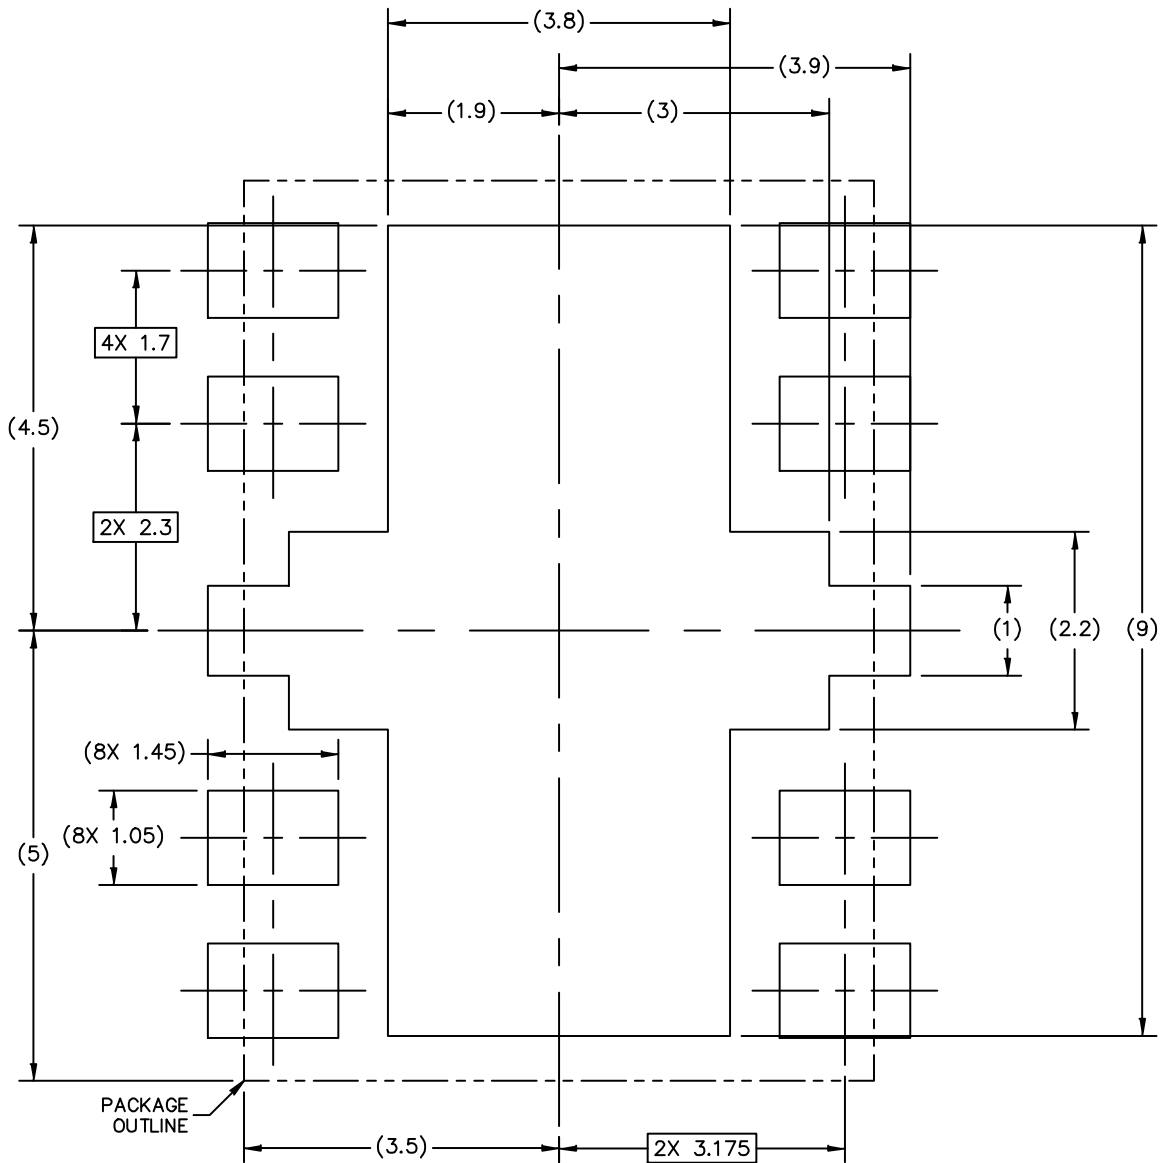 (3.8)
(3.9)
(1.9)
(3)
4X 1.7
(4.5)
2X 2.3
(1)
(2.2)
(9)
(8X 1.45)
(8X 1.05)
(5)
PACKAGE
OUTLINE
(3.5)
2X 3.175